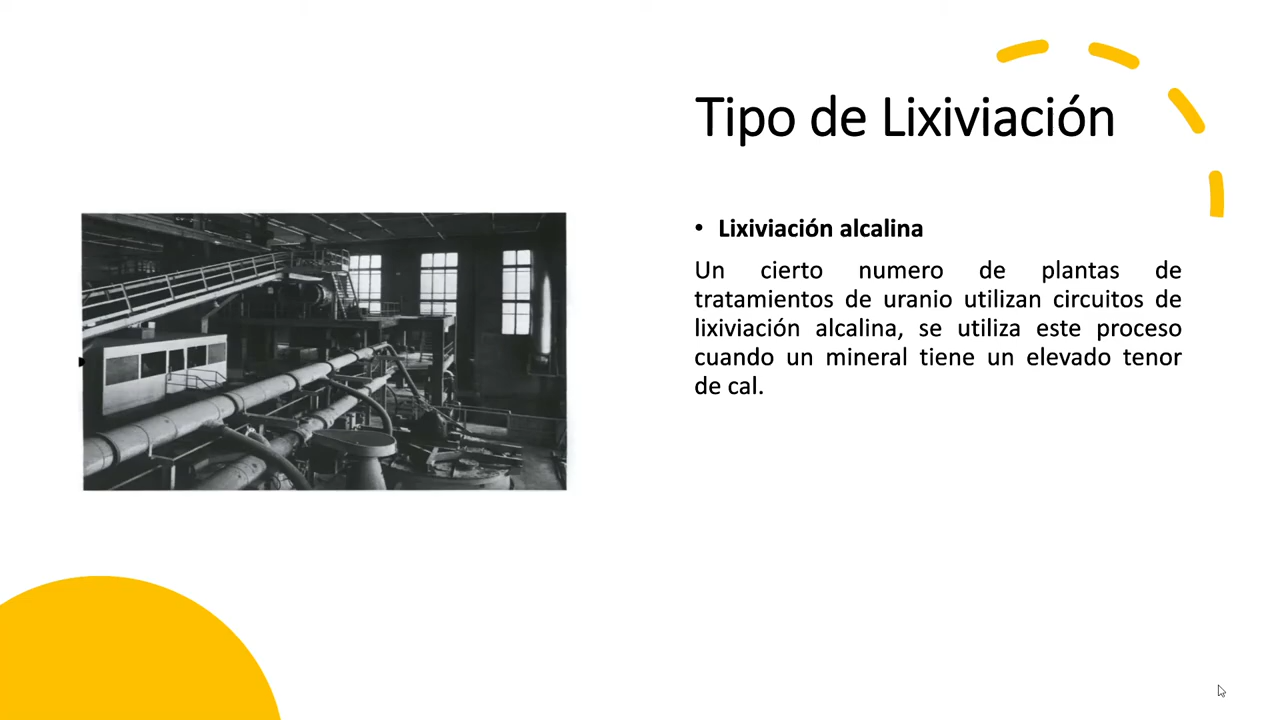 Tipo de Lixiviación
• Lixiviación alcalina
Un cierto numero de plantas de
tratamientos de uranio utilizan circuitos de
lixiviación alcalina, se utiliza este proceso
cuando un mineral tiene un elevado tenor
de cal.